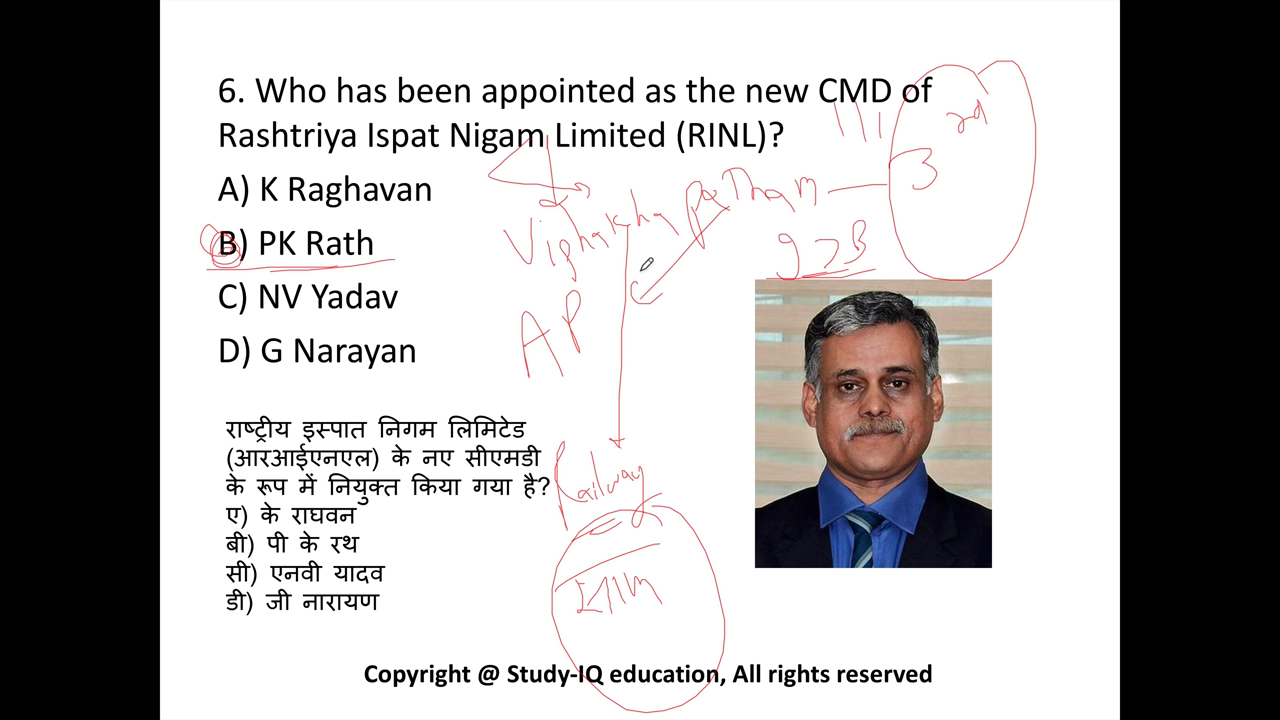 6. Who has been appointed as the new CMD of
Rashtriya Ispat Nigam Limited (RINL)?
A) K Raghavan
B) PK Rath
C) NV Yadav
D) G Narayan
3rd
AP
Railway
राष्ट्रीय इस्पात निगम लिमिटेड
(आरआईएनएल) के नए सीएमडी
के रूप में नियुक्त किया गया है?
ए) के राघवन
बी) पी के रथ
सी) एनवी यादव
डी) जी नारायण
Copyright @ Study-IQ education, All rights reserved